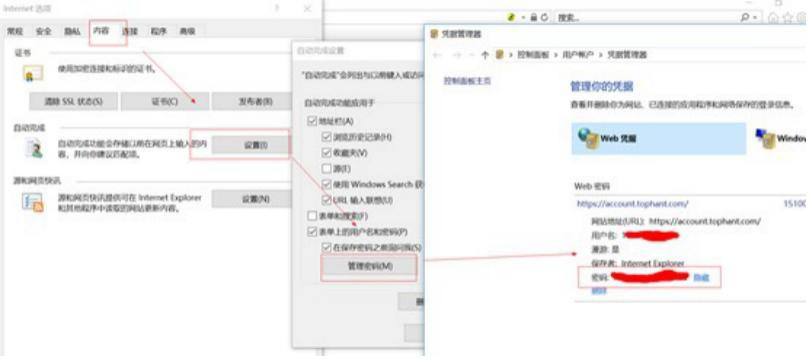 Internet 选项
常规 安全 隐私 内容 连接 程序 高级
证书
使用加密连接和标识的证书。
清除 SSL 状态(S) 证书(C) 发布者(B)
自动完成
自动完成功能会存储以前在网页上输入的内
容，并向你建议匹配项。
设置(I)
源和网页快讯
源和网页快讯提供可在 Internet Explorer
和其他程序中读取的网站更新内容。
设置(N)
自动完成设置
"自动完成"会列出与以前键入或访问
自动完成功能应用于
地址栏(A)
浏览历史记录(H)
收藏夹(V)
源(E)
使用 Windows Search 获
URL 输入联想(U)
表单和搜索(F)
表单上的用户名和密码(P)
在保存密码之前询问我(S)
管理密码(M)
搜索...
凭据管理器
控制面板 用户帐户 凭据管理器
控制面板主页
管理你的凭据
查看并删除你为网站、已连接的应用程序和网络保存的登录信息。
Web 凭据
Window
Web 密码
https://account.tophant.com/ 15100
网站地址(URL): https://account.tophant.com/
用户名:
漫游: 是
保存者: Internet Explorer
密码: 隐藏
删除